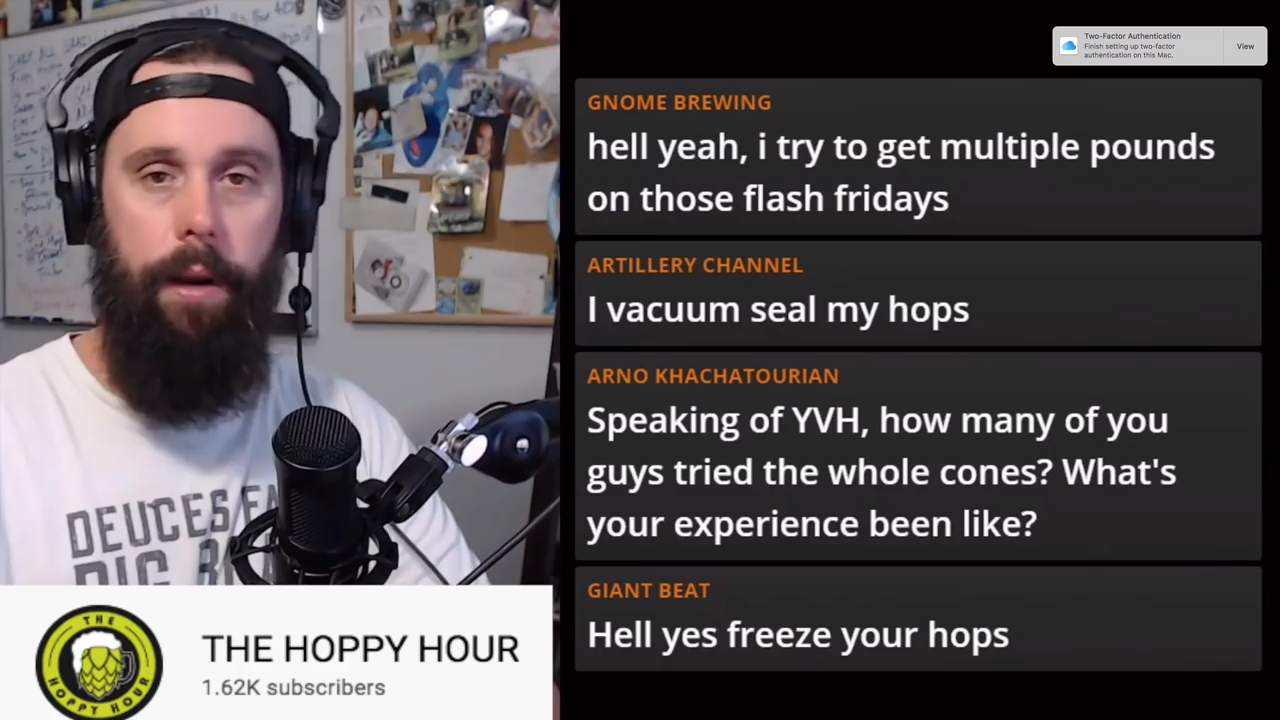 Two-Factor Authentication
Finish setting up two-factor
authentication on this Mac.
View
GNOME BREWING
hell yeah, i try to get multiple pounds
on those flash fridays
ARTILLERY CHANNEL
I vacuum seal my hops
ARNO KHACHATOURIAN
Speaking of YVH, how many of you
guys tried the whole cones? What's
your experience been like?
GIANT BEAT
Hell yes freeze your hops
DEUCES
THE
HOPPY HOUR
THE HOPPY HOUR
1.62K subscribers